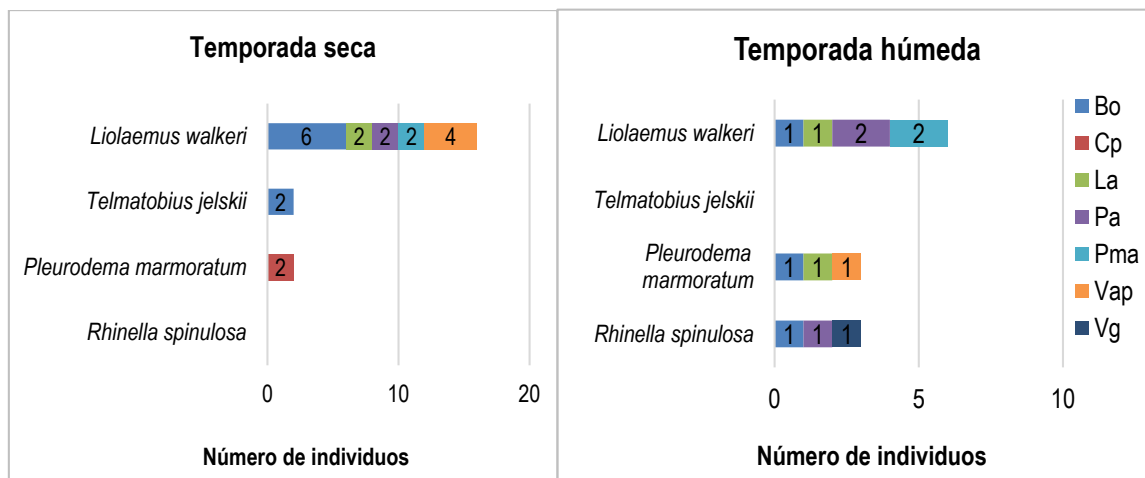 Temporada seca
Liolaemus walkeri
6 2 2 2 4
Telmatobius jelskii
2
Pleurodema marmoratum
2
Rhinella spinulosa
0 10 20
Número de individuos
Temporada húmeda
Liolaemus walkeri
1 1 2 2
Telmatobius jelskii
Pleurodema
marmoratum
1 1 1
Rhinella spinulosa
1 1 1
0 5 10
Número de individuos
Bo
Cp
La
Pa
Pma
Vap
Vg